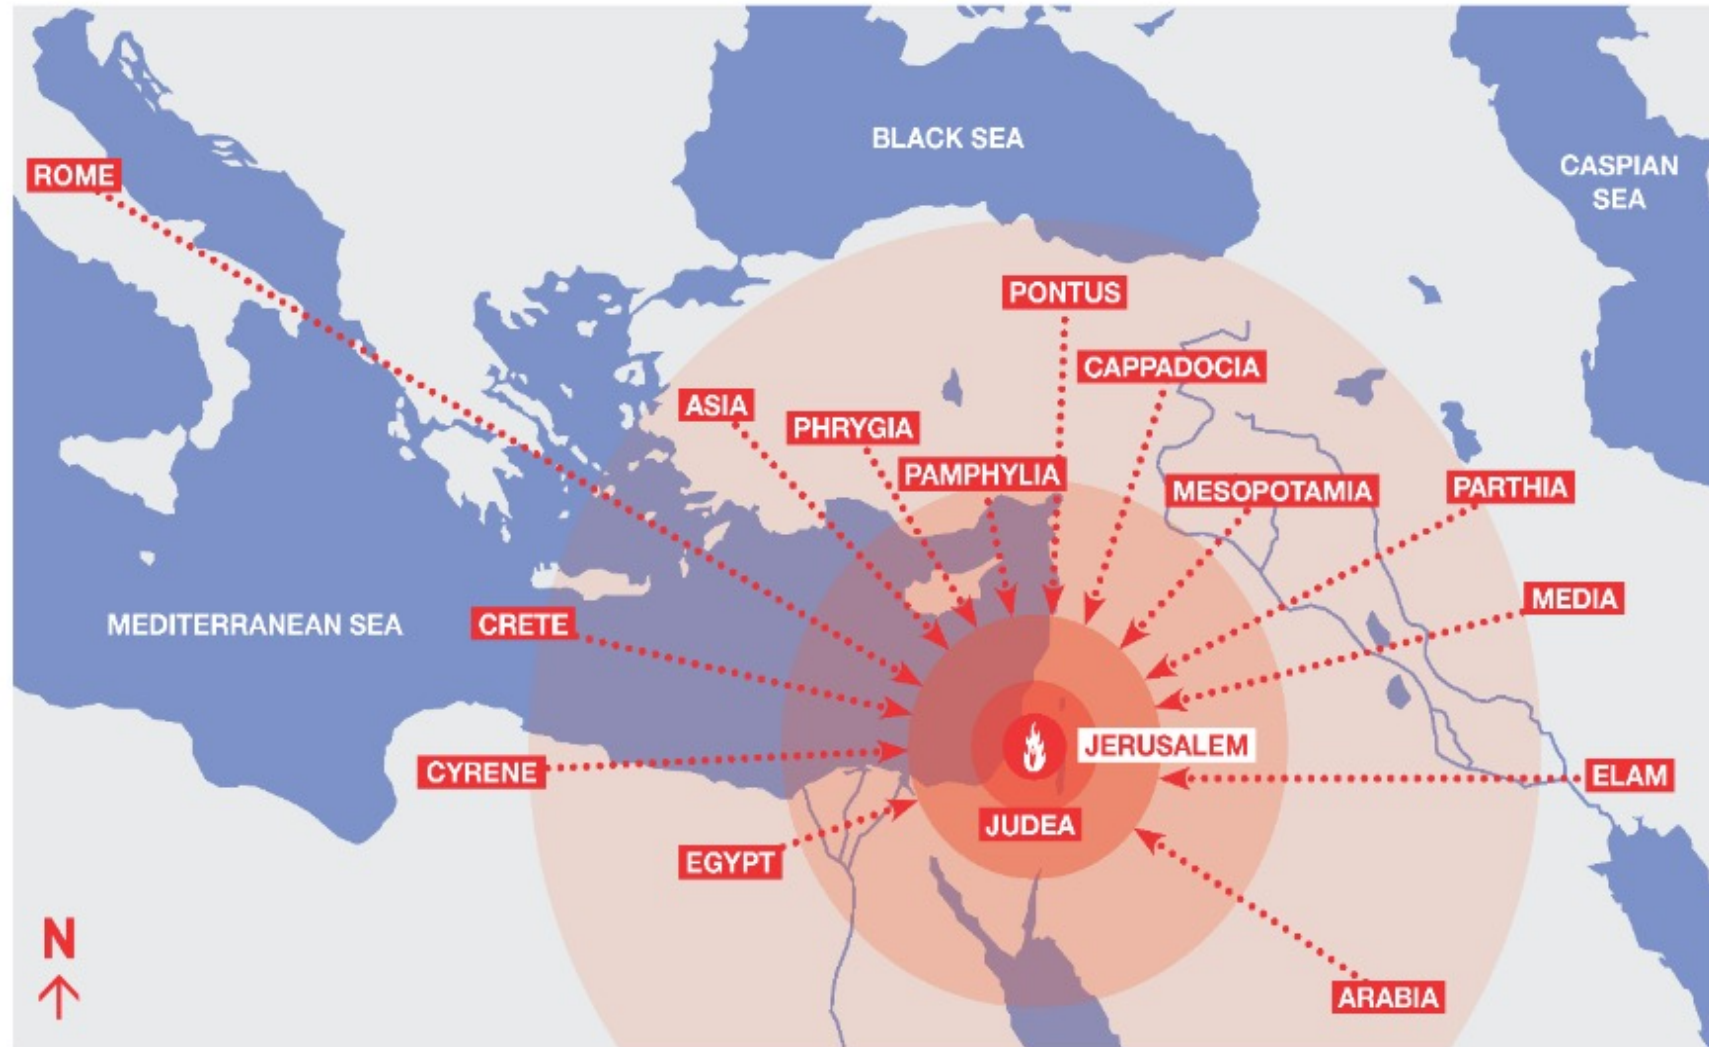 BLACK SEA
CASPIAN
SEA
ROME
PONTUS
CAPPADOCIA
ASIA
PHRYGIA
PAMPHYLIA
MESOPOTAMIA
PARTHIA
MEDIA
MEDITERRANEAN SEA
CRETE
JERUSALEM
CYRENE
ELAM
JUDEA
EGYPT
N
ARABIA